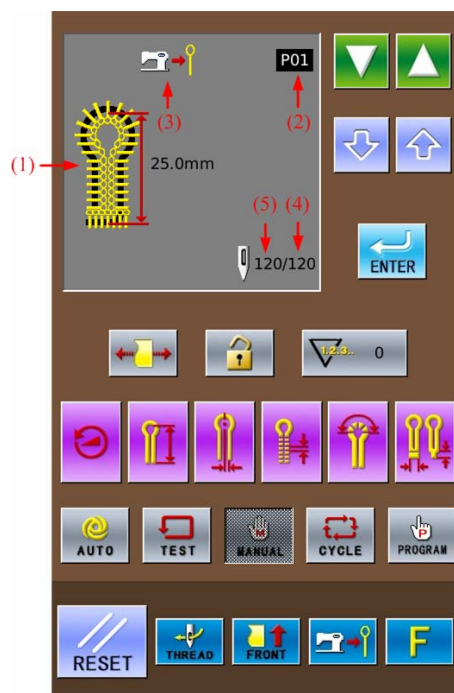 P01
(3)
(2)
(1)
25.0mm
(5) (4)
120/120
ENTER
1.2.3.. 0
AUTO
TEST
M
MANUAL
CYCLE
P
PROGRAM
RESET
THREAD
FRONT
F